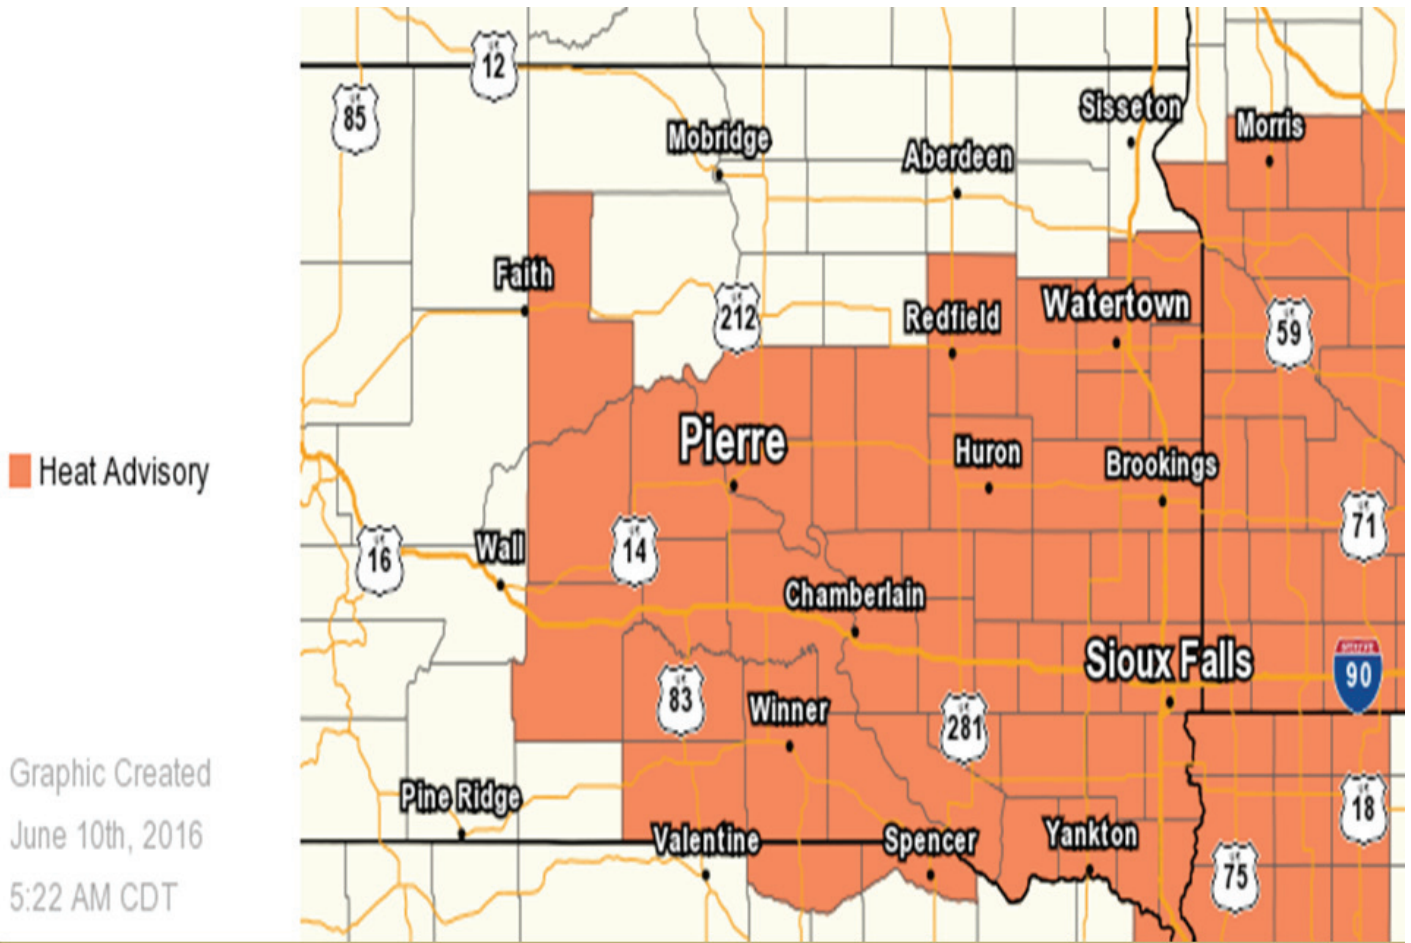 12
85
Sisseton
Morris
Mobridge
Aberdeen
Faith
212
Redfield
Watertown
59
Pierre
Huron
Brookings
Heat Advisory
71
14
16
Wall
Chamberlain
Sioux Falls
90
83
Winner
281
Graphic Created
June 10th, 2016
5:22 AM CDT
Pine Ridge
18
Valentine
Spencer
Yankton
75